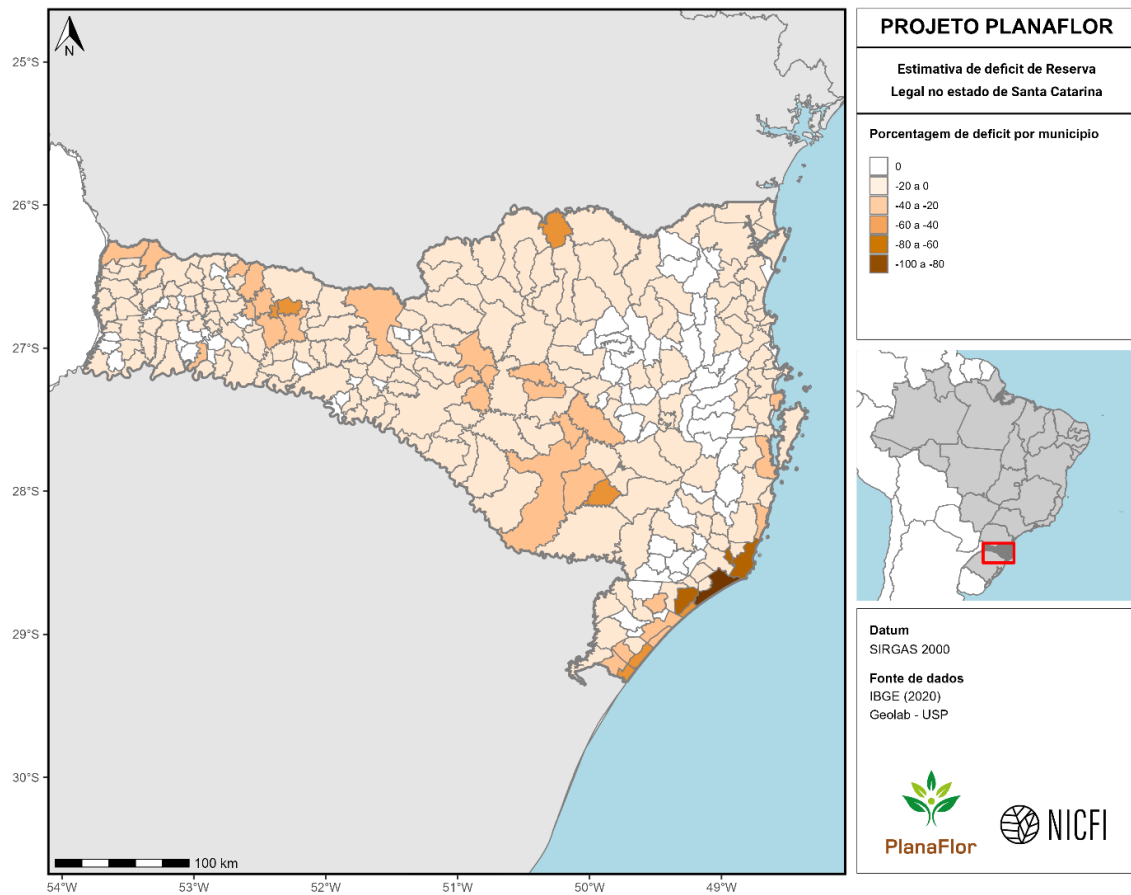 N
25°S
26°S
27°S
28°S
29°S
30°S
100 km
54°W
53°W
52°W
51°W
50°W
49°W
PROJETO PLANAFLOR
Estimativa de deficit de Reserva
Legal no estado de Santa Catarina
Porcentagem de deficit por municipio
0
-20 a 0
-40 a -20
-60 a -40
-80 a -60
-100 a -80
Datum
SIRGAS 2000
Fonte de dados
IBGE (2020)
Geolab - USP
PlanaFlor
NICFI